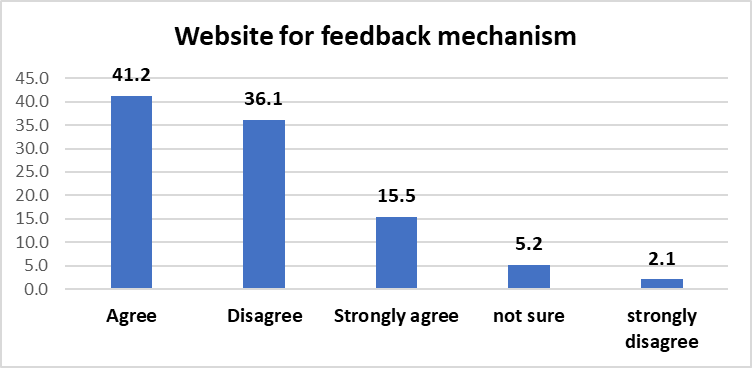 Website for feedback mechanism
45.0
40.0
35.0
30.0
25.0
20.0
15.0
10.0
5.0
0.0
41.2
36.1
15.5
5.2
2.1
Agree
Disagree
Strongly agree
not sure
strongly
disagree